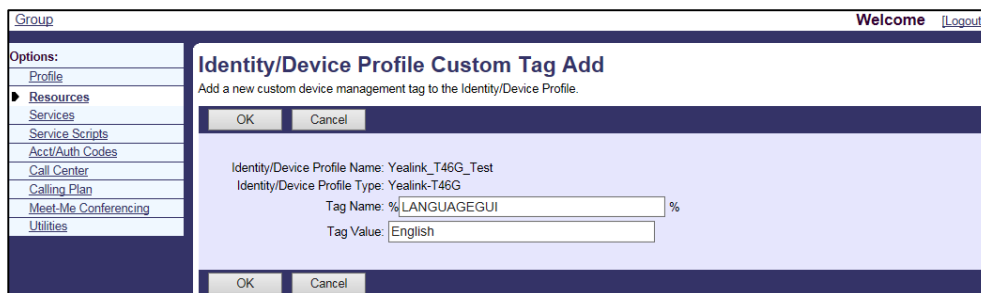 Group
Welcome [Logout
Options:
Profile
Resources
Services
Service Scripts
Acct/Auth Codes
Call Center
Calling Plan
Meet-Me Conferencing
Utilities
Identity/Device Profile Custom Tag Add
Add a new custom device management tag to the Identity/Device Profile.
OK Cancel
Identity/Device Profile Name: Yealink_T46G_Test
Identity/Device Profile Type: Yealink-T46G
Tag Name: %LANGUAGEGUI %
Tag Value: English
OK Cancel